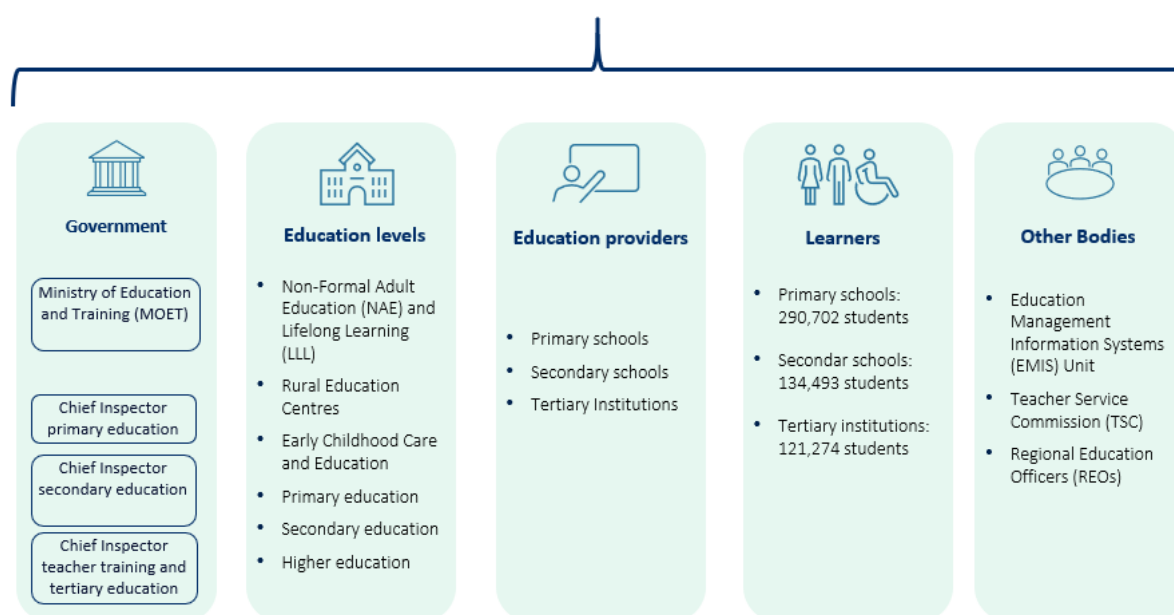 Government
Ministry of Education
and Training (MOET)
Chief Inspector
primary education
Chief Inspector
secondary education
Chief Inspector
teacher training and
tertiary education
Education levels
• Non-Formal Adult
Education (NAE) and
Lifelong Learning
(LLL)
• Rural Education
Centres
• Early Childhood Care
and Education
• Primary education
• Secondary education
• Higher education
Education providers
• Primary schools
• Secondary schools
• Tertiary Institutions
Learners
• Primary schools:
290,702 students
• Secondar schools:
134,493 students
• Tertiary institutions:
121,274 students
Other Bodies
• Education
Management
Information Systems
(EMIS) Unit
• Teacher Service
Commission (TSC)
• Regional Education
Officers (REOs)